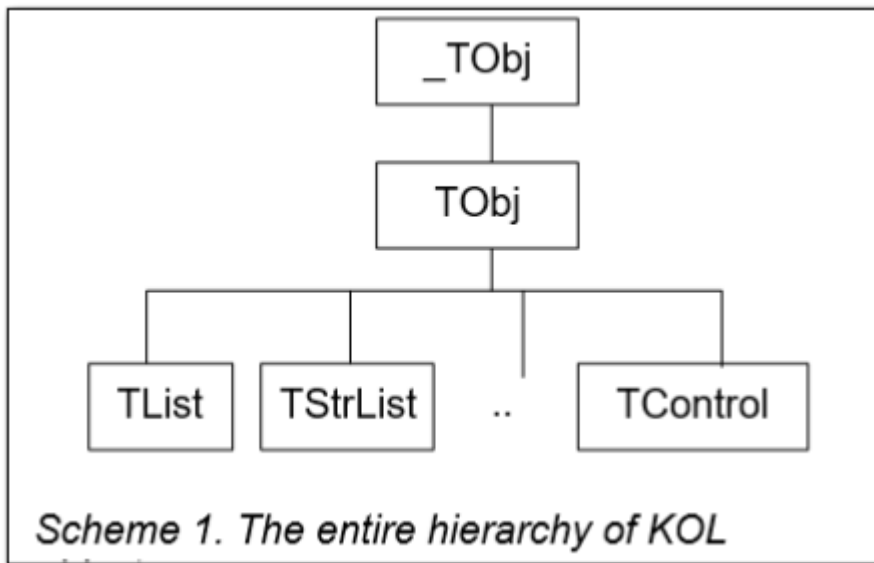 _TObj
TObj
TList TStrList .. TControl
Scheme 1. The entire hierarchy of KOL